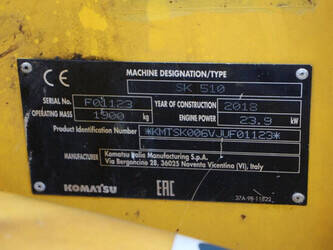 CE
MACHINE DESIGNATION/TYPE
SK 510
SERIAL No. F01123 YEAR OF CONSTRUCTION 2018
OPERATING MASS 1900 kg ENGINE POWER 23.9 kW
Product Identification Number *KMTSK006VJUF01123*
Manufacturer:
Komatsu Italia Manufacturing S.p.A.
Via Bergoncino 28, 36025 Noventa Vicentina (VI), Italy
KOMATSU EAC